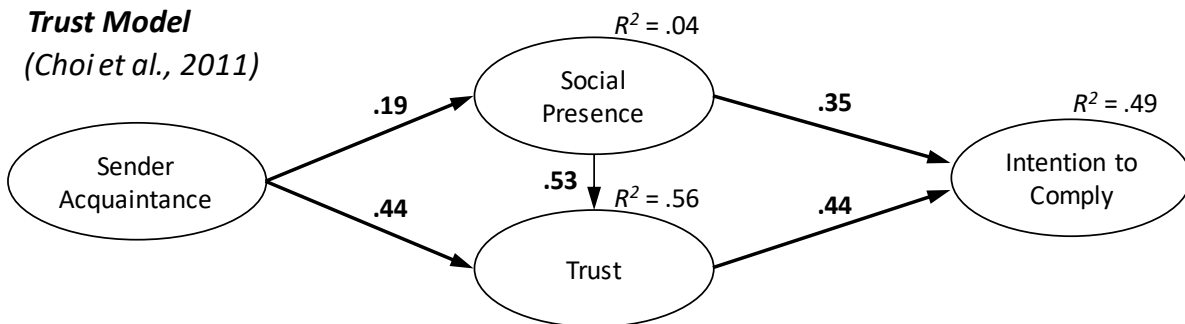 Trust Model
(Choi et al., 2011)
R² = .04
Social
Presence
.19
.35
R² = .49
Sender
Acquaintance
Intention to
Comply
.53
R² = .56
.44
.44
Trust